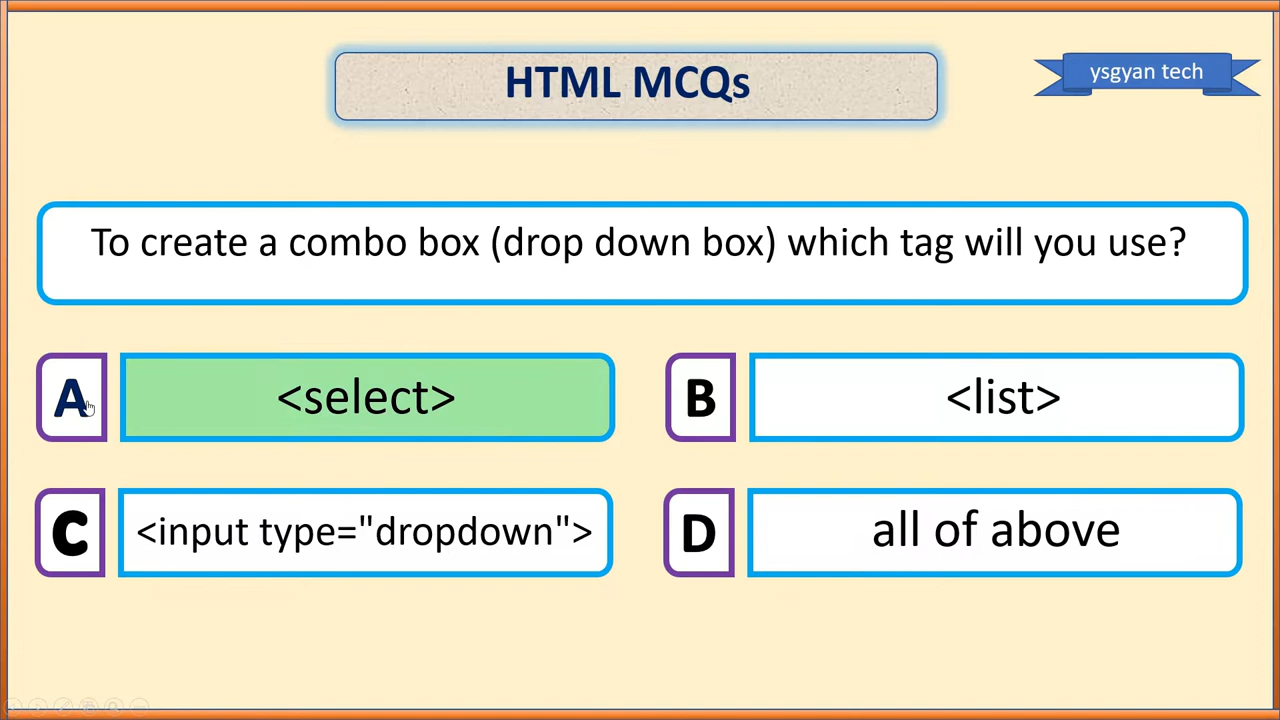 HTML MCQs
ysgyan tech
To create a combo box (drop down box) which tag will you use?
A
<select>
B
<list>
C
<input type="dropdown">
D
all of above